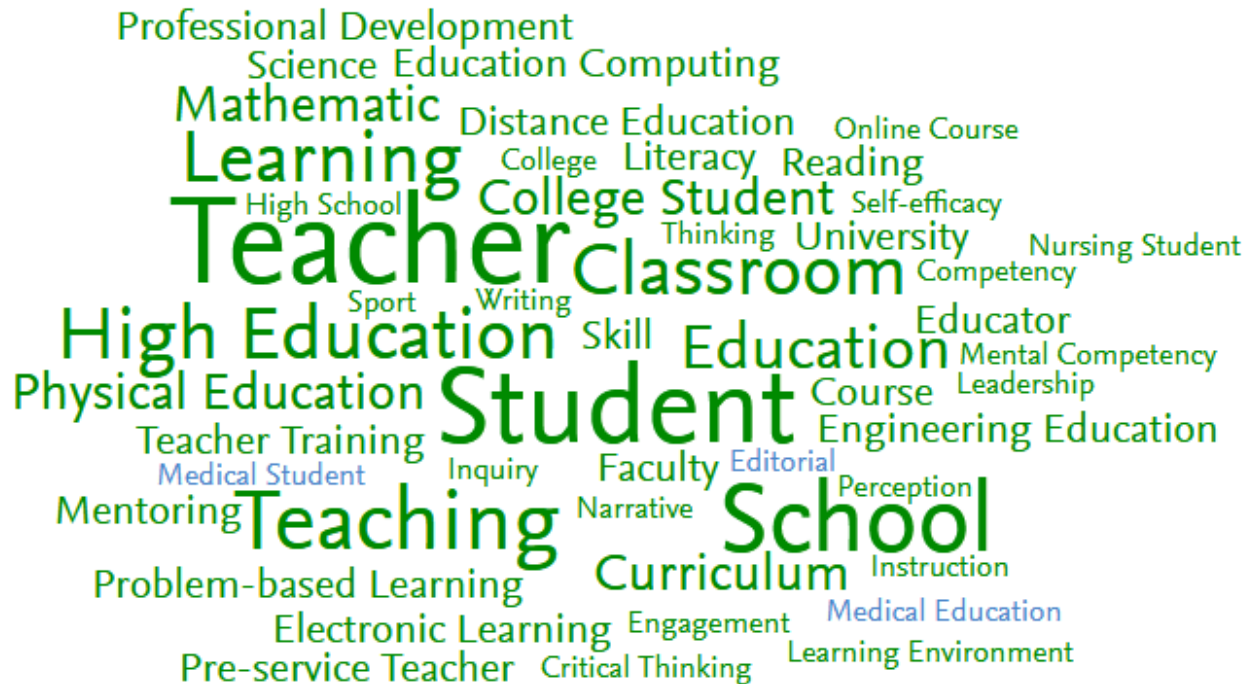 Professional Development
Science Education Computing
Mathematic Distance Education Online Course
Learning College Literacy Reading
High School College Student Self-efficacy
Teacher Thinking University Nursing Student
Classroom Competency
Sport Writing
High Education Skill Education Educator
Mental Competency
Physical Education Student Course Leadership
Teacher Training Engineering Education
Medical Student Inquiry Faculty Editorial
Mentoring Teaching Narrative School Perception
Problem-based Learning Curriculum Instruction
Electronic Learning Engagement Medical Education
Pre-service Teacher Critical Thinking Learning Environment